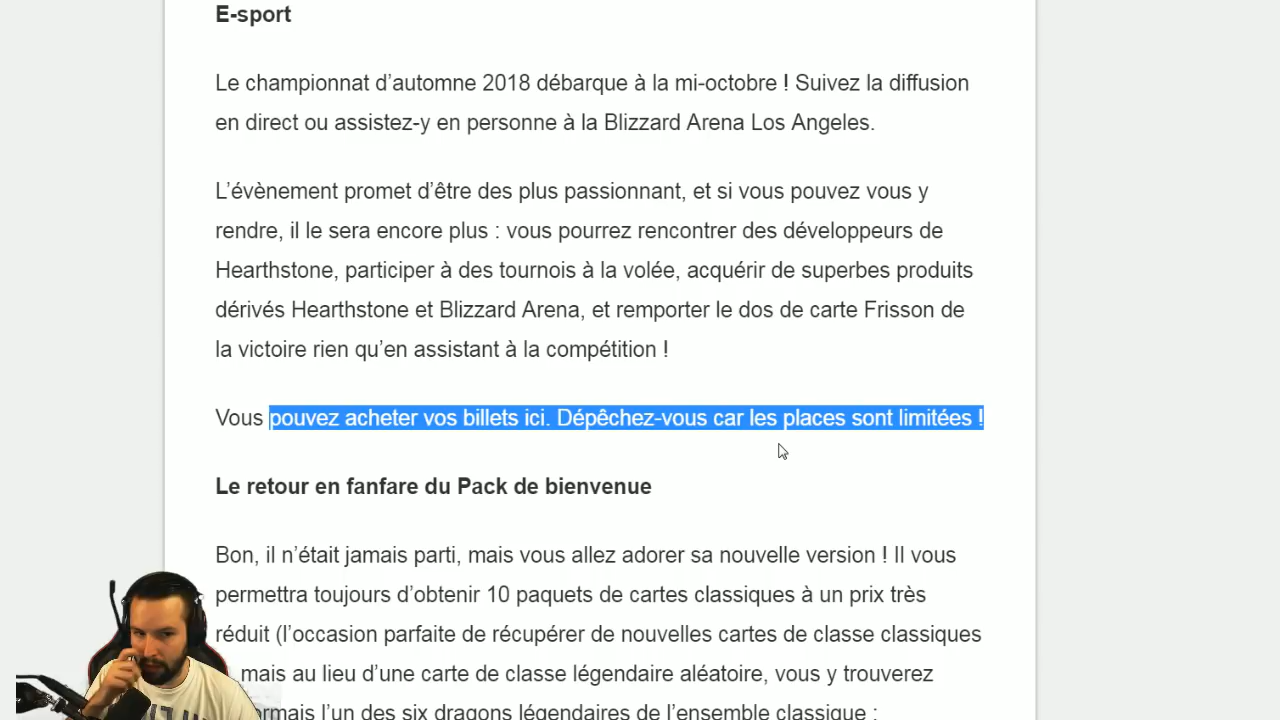 E-sport
Le championnat d’automne 2018 débarque à la mi-octobre ! Suivez la diffusion
en direct ou assistez-y en personne à la Blizzard Arena Los Angeles.
L’évènement promet d’être des plus passionnant, et si vous pouvez vous y
rendre, il le sera encore plus : vous pourrez rencontrer des développeurs de
Hearthstone, participer à des tournois à la volée, acquérir de superbes produits
dérivés Hearthstone et Blizzard Arena, et remporter le dos de carte Frisson de
la victoire rien qu’en assistant à la compétition !
Vous pouvez acheter vos billets ici. Dépêchez-vous car les places sont limitées !
Le retour en fanfare du Pack de bienvenue
Bon, il n’était jamais parti, mais vous allez adorer sa nouvelle version ! Il vous
permettra toujours d’obtenir 10 paquets de cartes classiques à un prix très
réduit (l’occasion parfaite de récupérer de nouvelles cartes de classe classiques
mais au lieu d’une carte de classe légendaire aléatoire, vous y trouverez
l’un des six dragons légendaires de l’ensemble classique :